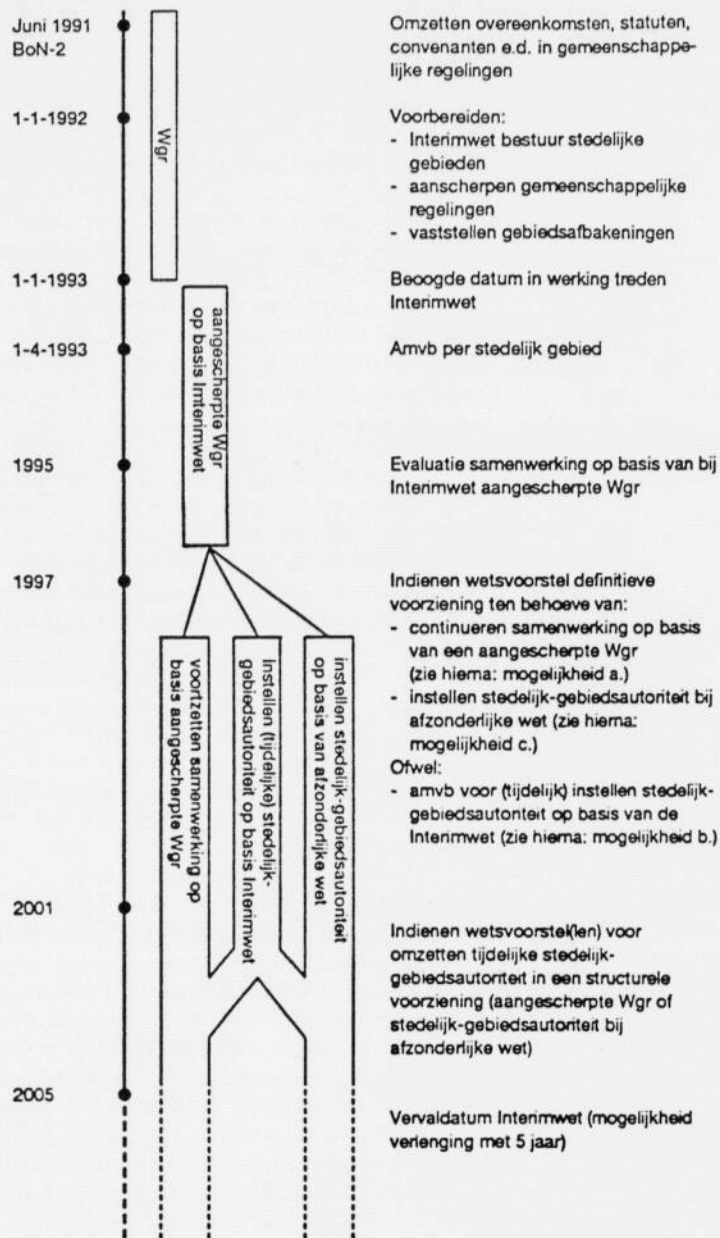 Juni 1991
BoN-2
Omzetten overeenkomsten, statuten,
convenanten e.d. in gemeenschappe-
lijke regelingen
1-1-1992
Voorbereiden:
- Interimwet bestuur stedelijke
gebieden
- aanscherpen gemeenschappelijke
regelingen
- vaststellen gebiedsafbakeningen
Wgr
1-1-1993
Beoogde datum in werking treden
Interimwet
1-4-1993
Amvb per stedelijk gebied
aangescherpte Wgr
op basis Imterimwet
1995
Evaluatie samenwerking op basis van bij
Interimwet aangescherpte Wgr
1997
Indienen wetsvoorstel definitieve
voorziening ten behoeve van:
- continueren samenwerking op basis
van een aangescherpte Wgr
(zie hierna: mogelijkheid a.)
- instellen stedelijk-gebiedsautoriteit bij
afzonderlijke wet (zie hierna:
mogelijkheid c.)
Ofwel:
- amvb voor (tijdelijk) instellen stedelijk-
gebiedsautoriteit op basis van de
Interimwet (zie hierna: mogelijkheid b.)
voortzetten samenwerking op
basis aangescherpte Wgr
Instellen (tijdelijke) stedelijk-
gebiedsautoriteit op basis Interimwet
instellen stedelijk-gebiedsautoriteit
op basis van afzonderlijke wet
2001
Indienen wetsvoorstel(len) voor
omzetten tijdelijke stedelijk-
gebiedsautoriteit in een structurele
voorziening (aangescherpte Wgr of
stedelijk-gebiedsautoriteit bij
afzonderlijke wet)
2005
Vervaldatum Interimwet (mogelijkheid
verlenging met 5 jaar)